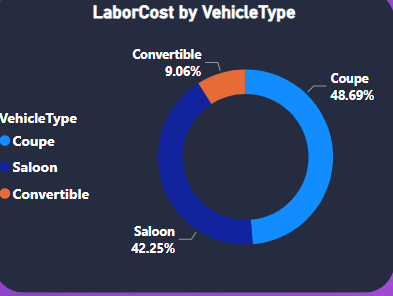 LaborCost by VehicleType
Convertible
9.06%
Coupe
48.69%
VehicleType
Coupe
Saloon
Convertible
Saloon
42.25%